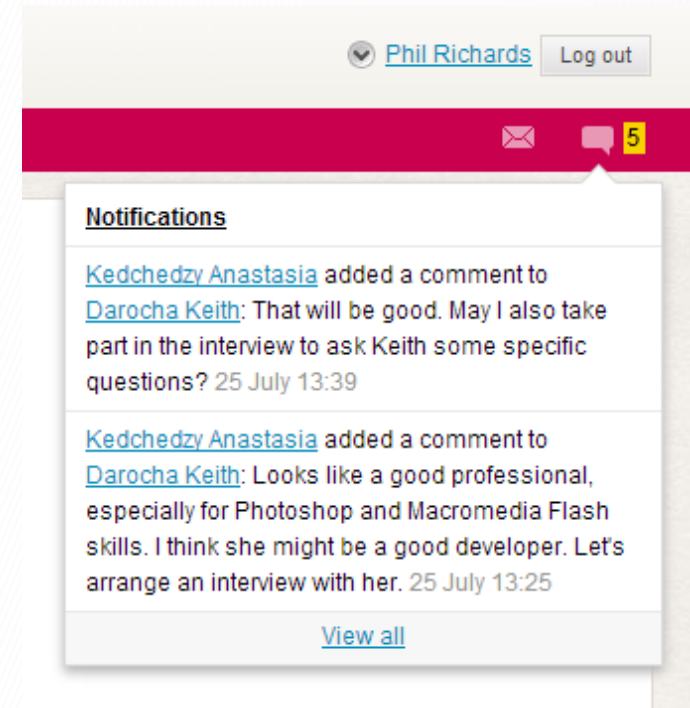 Phil Richards Log out
5
Notifications
Kedchedzy Anastasia added a comment to
Darocha Keith: That will be good. May I also take
part in the interview to ask Keith some specific
questions? 25 July 13:39
Kedchedzy Anastasia added a comment to
Darocha Keith: Looks like a good professional,
especially for Photoshop and Macromedia Flash
skills. I think she might be a good developer. Let's
arrange an interview with her. 25 July 13:25
View all